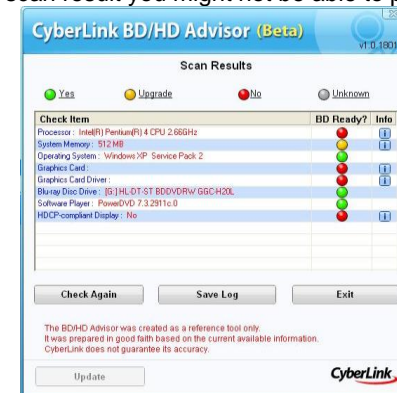 scan result you might not be able to p
CyberLink BD/HD Advisor (Beta)
v1.0.1801
Scan Results
Yes Upgrade No Unknown
Check Item BD Ready? Info
Processor : Intel(R) Pentium(R) 4 CPU 2.66GHz
System Memory : 512 MB
Operating System : Windows XP Service Pack 2
Graphics Card :
Graphics Card Driver :
Blu-ray Disc Drive : [G:] HL-DT-ST BDDVDRW GGC-H20L
Software Player : PowerDVD 7.3.2911c.0
HDCP-compliant Display : No
Check Again Save Log Exit
The BD/HD Advisor was created as a reference tool only.
It was prepared in good faith based on the current available information.
CyberLink does not guarantee its accuracy.
Update CyberLink